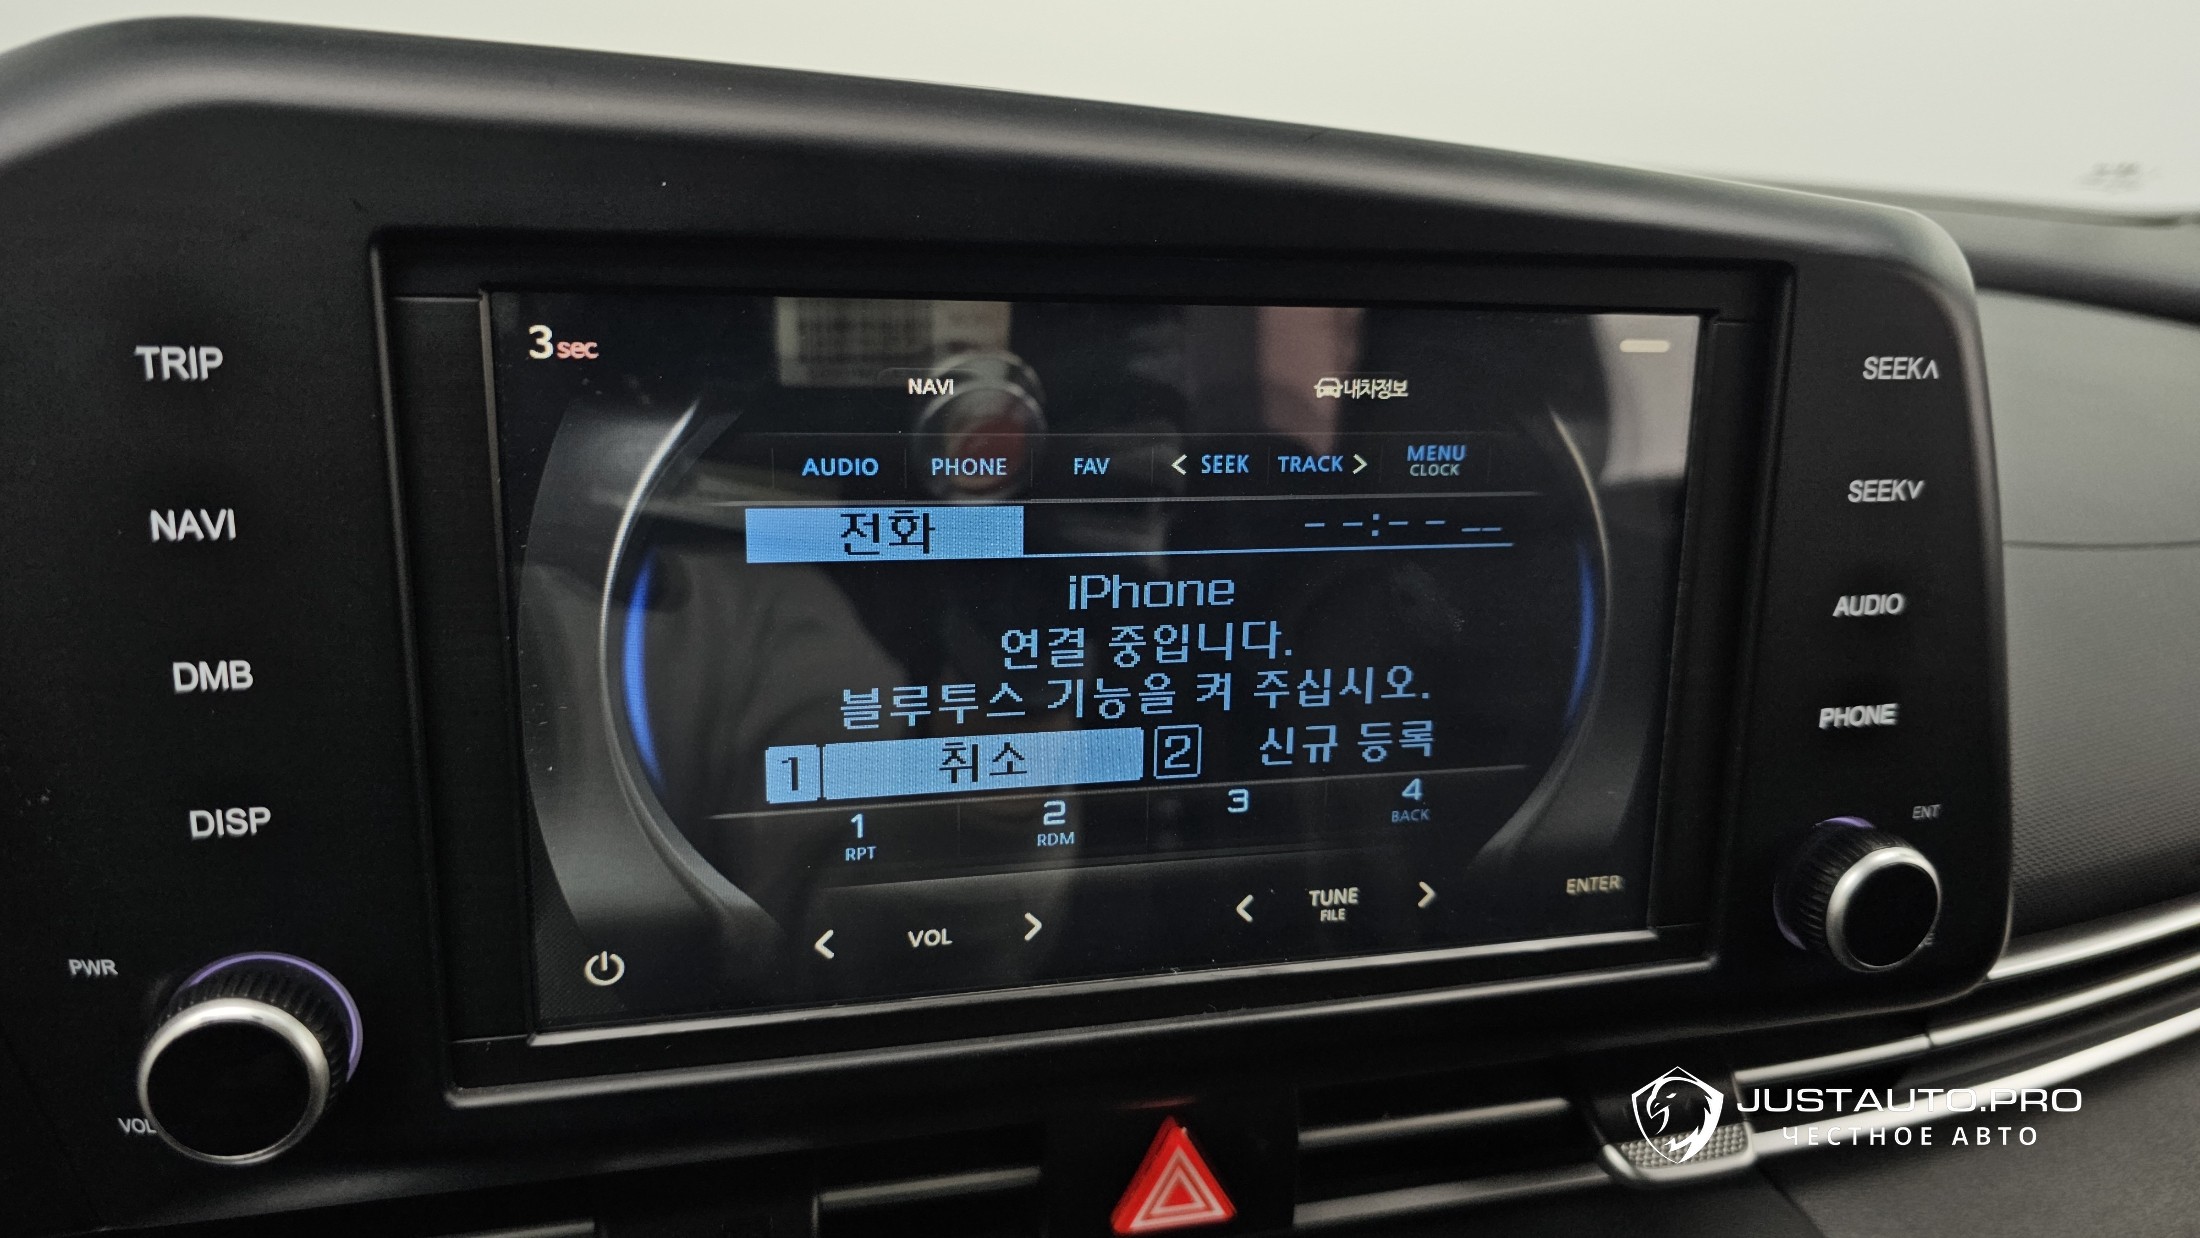 TRIP
NAVI
DMB
DISP
PWR
VOL
3sec
NAVI
내차정보
AUDIO
PHONE
FAV
< SEEK
TRACK >
MENU
CLOCK
전화
--:-- --
iPhone
연결 중입니다.
블루투스 기능을 켜 주십시오.
1 취소 2 신규 등록
1
RPT
2
RDM
3
4
BACK
< VOL >
< TUNE >
FILE
ENTER
SEEK∧
SEEK∨
AUDIO
PHONE
ENT
JUSTAUTO.PRO
ЧЕСТНОЕ АВТО